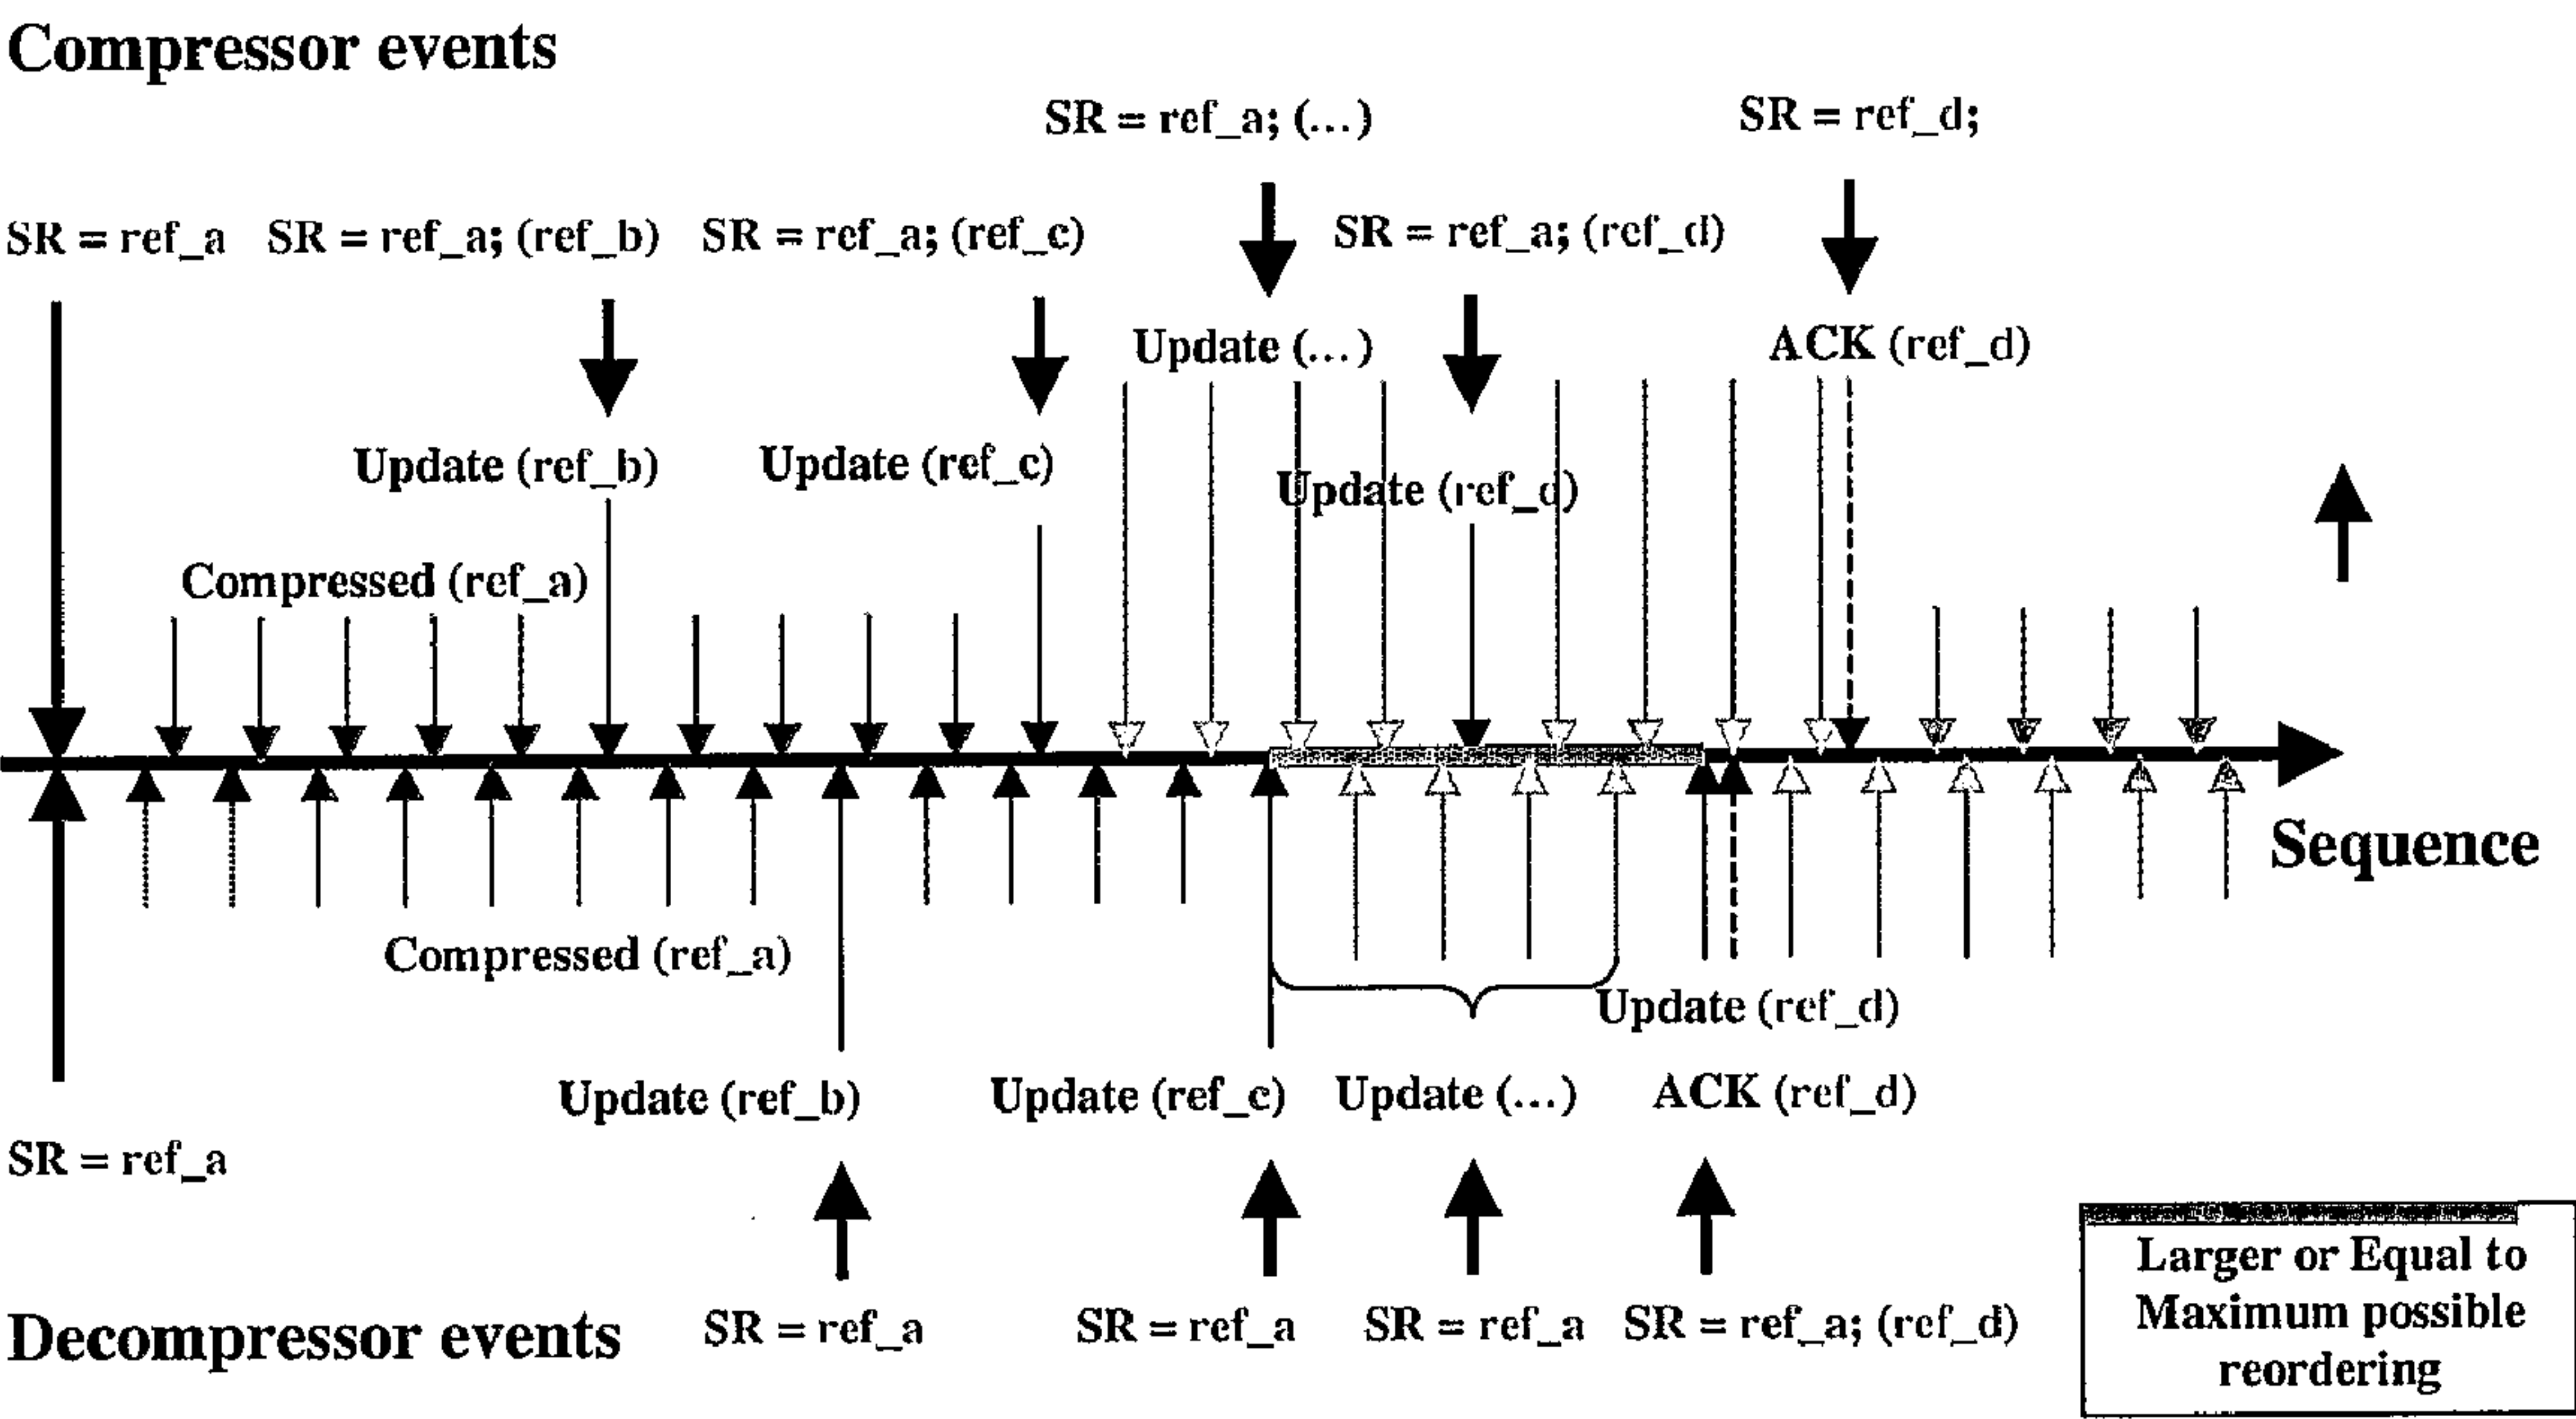 Compressor events
SR = ref_a; (...)
SR = ref_d;
SR = ref_a
SR = ref_a; (ref_b)
SR = ref_a; (ref_c)
SR = ref_a; (ref_d)
Update (...)
ACK (ref_d)
Update (ref_b)
Update (ref_c)
Update (ref_d)
Compressed (ref_a)
Sequence
Compressed (ref_a)
Update (ref_d)
Update (ref_b)
Update (ref_c)
Update (...)
ACK (ref_d)
SR = ref_a
Decompressor events
SR = ref_a
SR = ref_a
SR = ref_a
SR = ref_a; (ref_d)
Larger or Equal to
Maximum possible
reordering